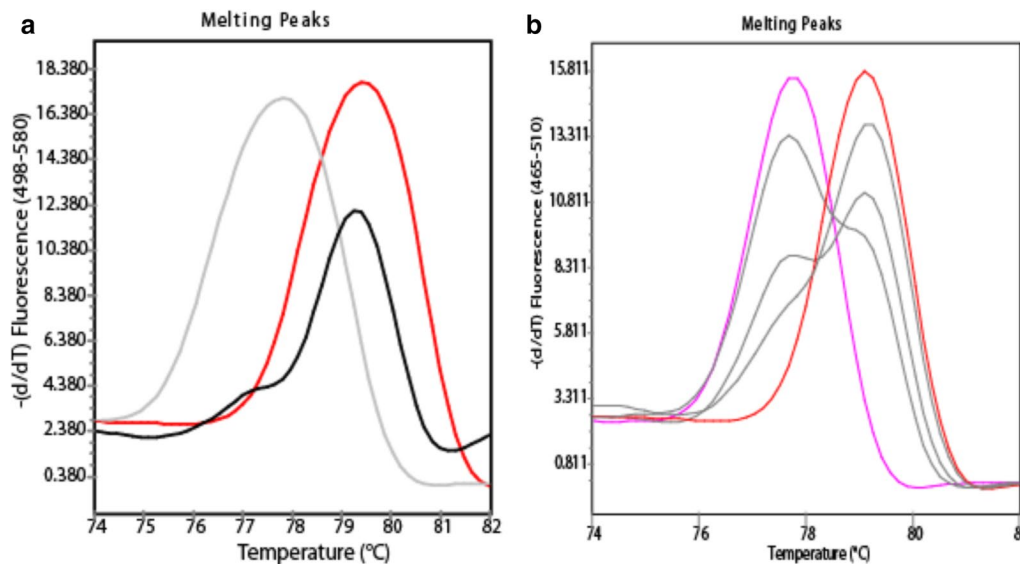 a
Melting Peaks
-(d/dT) Fluorescence (498-580)
18.380
16.380
14.380
12.380
10.380
8.380
6.380
4.380
2.380
0.380
74 75 76 77 78 79 80 81 82
Temperature (°C)
b
Melting Peaks
-(d/dT) Fluorescence (465-510)
15.811
13.311
10.811
8.311
5.811
3.311
0.811
74 76 78 80 8
Temperature (°C)